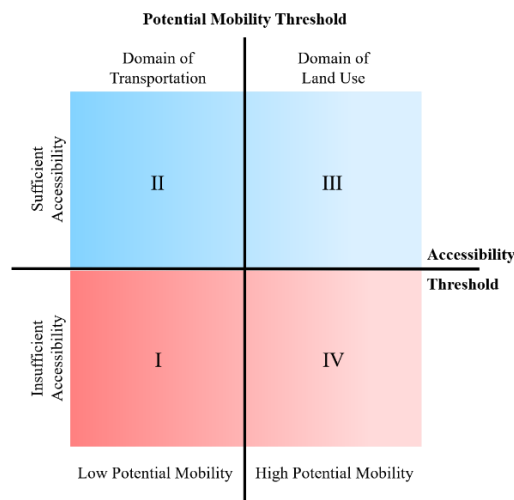 Potential Mobility Threshold
Domain of
Transportation
Domain of
Land Use
Sufficient
Accessibility
II
III
Accessibility
Threshold
Insufficient
Accessibility
I
IV
Low Potential Mobility
High Potential Mobility